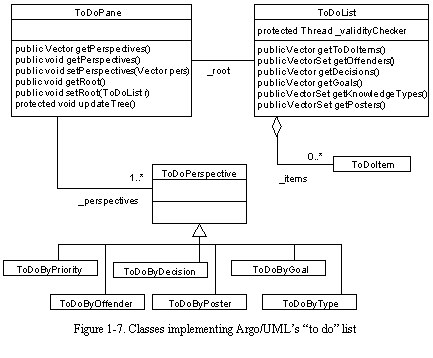 ToDoPane
public Vector getPerspectives()
public void getPerspectives()
public void setPerspectives(Vector pers)
public void getRoot()
public void setRoot(ToDoList r)
protected void updateTree()
_root
ToDoList
protected Thread _validityChecker
public Vector getToDoItems()
public VectorSet getOffenders()
public Vector getDecisions()
public Vector getGoals()
public VectorSet getKnowledgeTypes()
public VectorSet getPosters()
0..*
_items
ToDoItem
1..*
_perspectives
ToDoPerspective
ToDoByPriority
ToDoByDecision
ToDoByGoal
ToDoByOffender
ToDoByPoster
ToDoByType
Figure 1-7. Classes implementing Argo/UML’s “to do” list